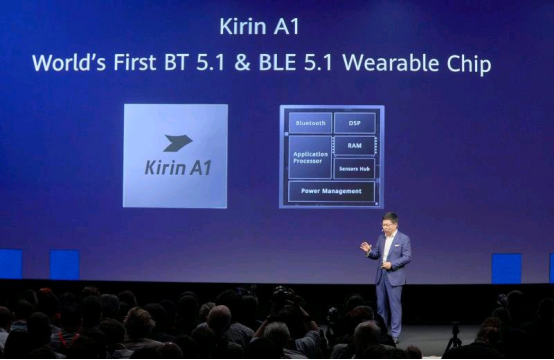 Kirin A1
World's First BT 5.1 & BLE 5.1 Wearable Chip
Kirin A1
Bluetooth
DSP
Application
Processor
RAM
Sensors Hub
Power Management